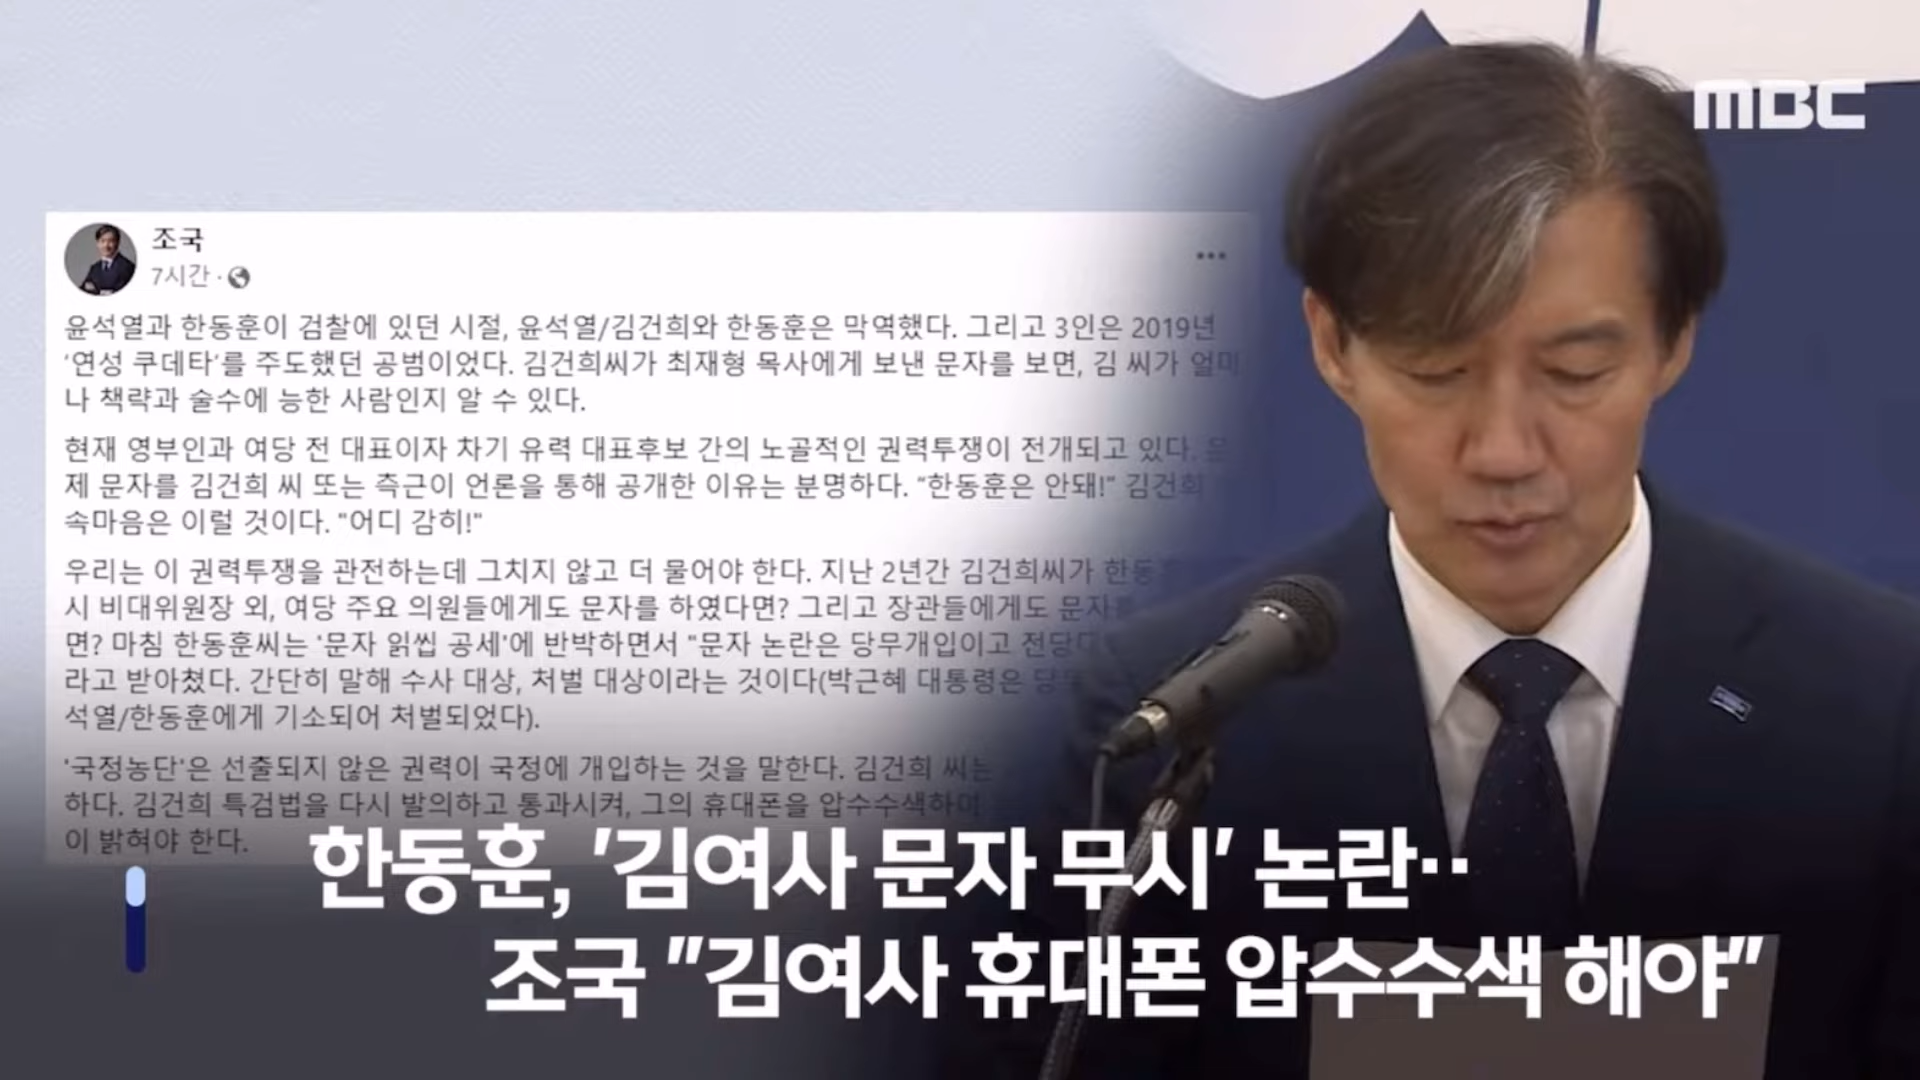 MBC
조국
7시간
윤석열과 한동훈이 검찰에 있던 시절, 윤석열/김건희와 한동훈은 막역했다. 그리고 3인은 2019년
‘연성 쿠데타’를 주도했던 공범이었다. 김건희씨가 최재형 목사에게 보낸 문자를 보면, 김 씨가 얼마
나 책략과 술수에 능한 사람인지 알 수 있다.
현재 영부인과 여당 전 대표이자 차기 유력 대표후보 간의 노골적인 권력투쟁이 전개되고 있다.
제 문자를 김건희 씨 또는 측근이 언론을 통해 공개한 이유는 분명하다. “한동훈은 안돼!” 김건희
속마음은 이럴 것이다. "어디 감히!"
우리는 이 권력투쟁을 관전하는데 그치지 않고 더 물어야 한다. 지난 2년간 김건희씨가
시 비대위원장 외, 여당 주요 의원들에게도 문자를 하였다면? 그리고 장관들에게도 문자를
면? 마침 한동훈씨는 '문자 읽씹 공세'에 반박하면서 "문자 논란은 당무개입이고
라고 받아쳤다. 간단히 말해 수사 대상, 처벌 대상이라는 것이다(박근혜 대통령은
석열/한동훈에게 기소되어 처벌되었다).
'국정농단'은 선출되지 않은 권력이 국정에 개입하는 것을 말한다. 김건희 씨는
하다. 김건희 특검법을 다시 발의하고 통과시켜, 그의 휴대폰을 압수수색하여
이 밝혀야 한다.
한동훈, '김여사 문자 무시' 논란··
조국 "김여사 휴대폰 압수수색 해야"